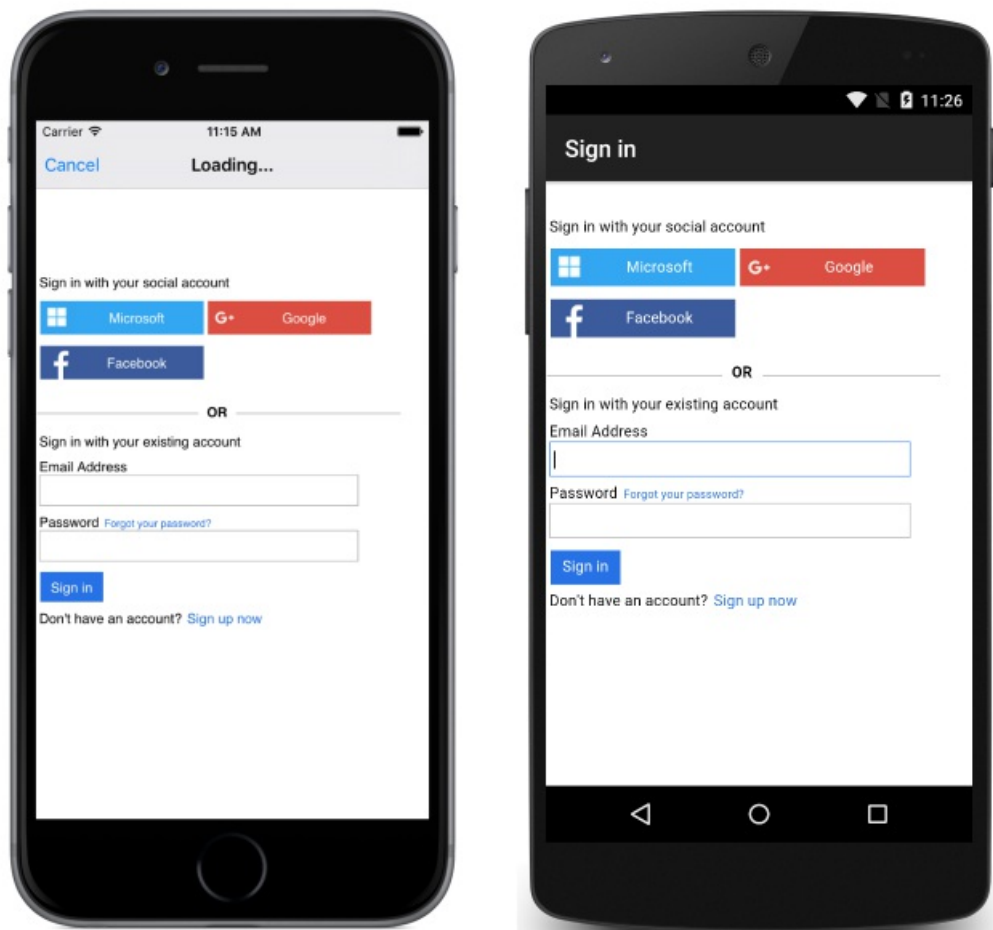 Carrier 11:15 AM
Cancel Loading...
Sign in with your social account
Microsoft G+ Google
f Facebook
OR
Sign in with your existing account
Email Address
Password Forgot your password?
Sign in
Don't have an account? Sign up now
11:26
Sign in
Sign in with your social account
Microsoft G+ Google
f Facebook
OR
Sign in with your existing account
Email Address
Password Forgot your password?
Sign in
Don't have an account? Sign up now